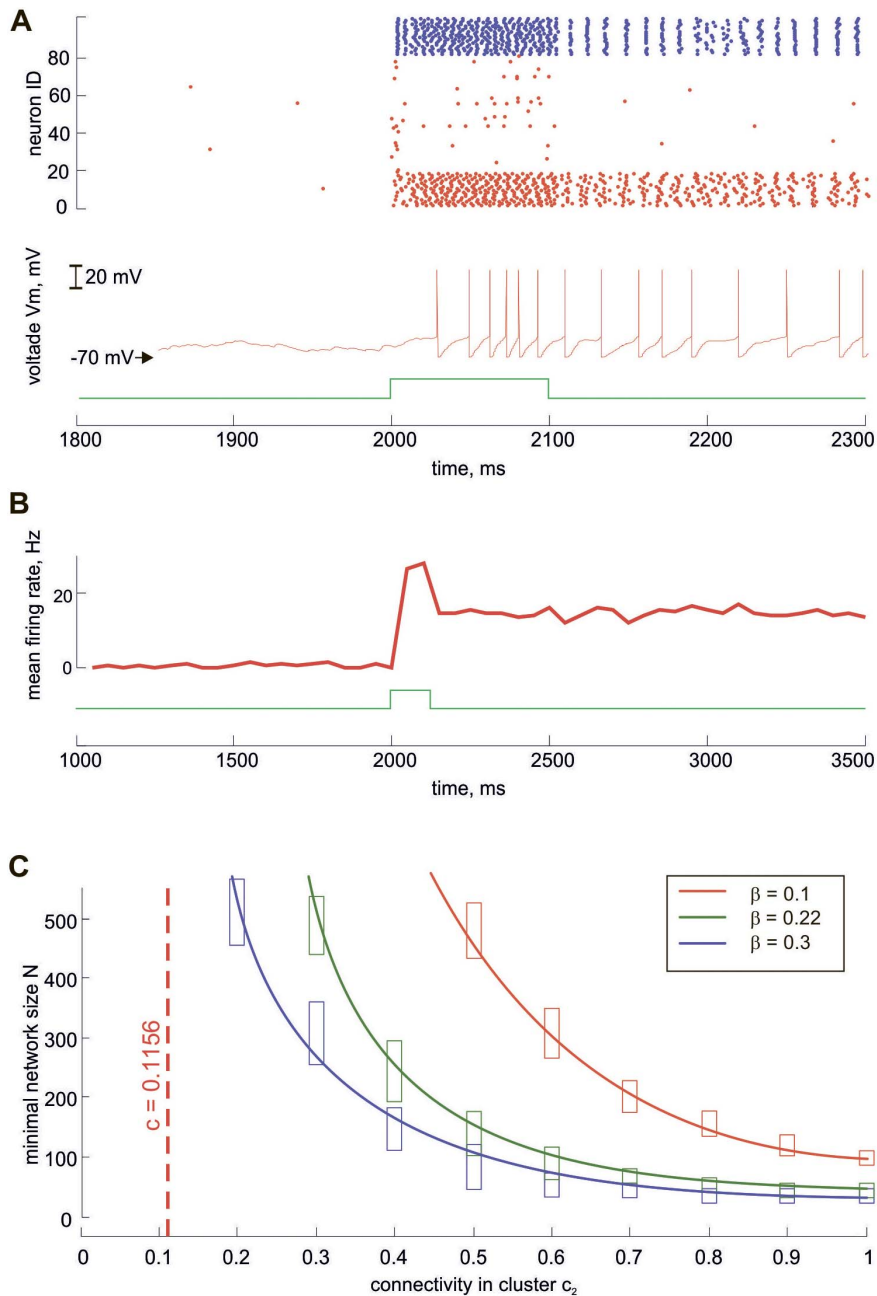 A
neuron ID
80
60
40
20
0
voltade Vm, mV
20 mV
-70 mV
1800 1900 2000 2100 2200 2300
time, ms
B
mean firing rate, Hz
20
0
1000 1500 2000 2500 3000 3500
time, ms
C
minimal network size N
500
400
300
200
100
0
c = 0.1156
β = 0.1
β = 0.22
β = 0.3
0 0.1 0.2 0.3 0.4 0.5 0.6 0.7 0.8 0.9 1
connectivity in cluster c₂